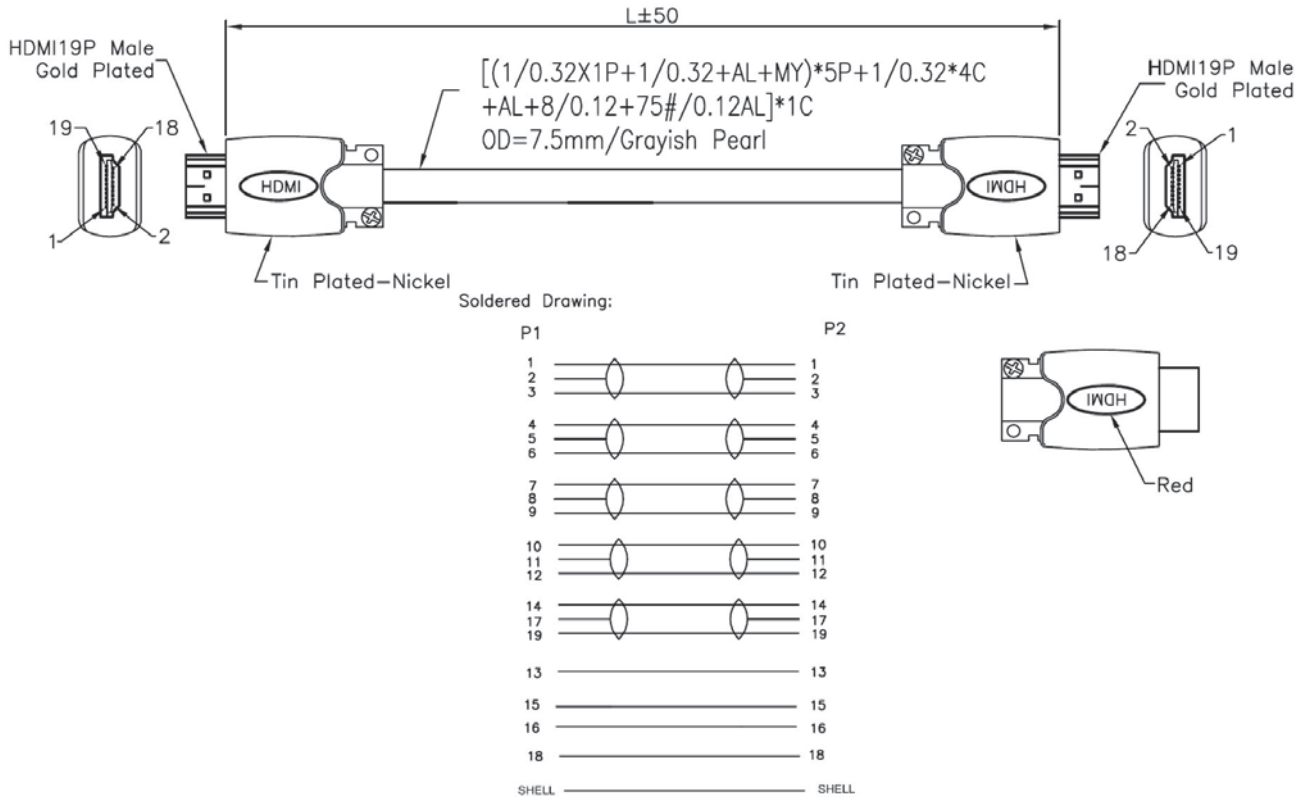 L±50
HDMI19P Male
Gold Plated
[(1/0.32X1P+1/0.32+AL+MY)*5P+1/0.32*4C
+AL+8/0.12+75#/0.12AL]*1C
OD=7.5mm/Grayish Pearl
HDMI19P Male
Gold Plated
19 18
1 2
HDMI
HDMI
2 1
18 19
Tin Plated-Nickel
Tin Plated-Nickel
Soldered Drawing:
P1 P2
1 1
2 2
3 3
4 4
5 5
6 6
7 7
8 8
9 9
10 10
11 11
12 12
14 14
17 17
19 19
13 13
15 15
16 16
18 18
SHELL SHELL
HDMI
Red